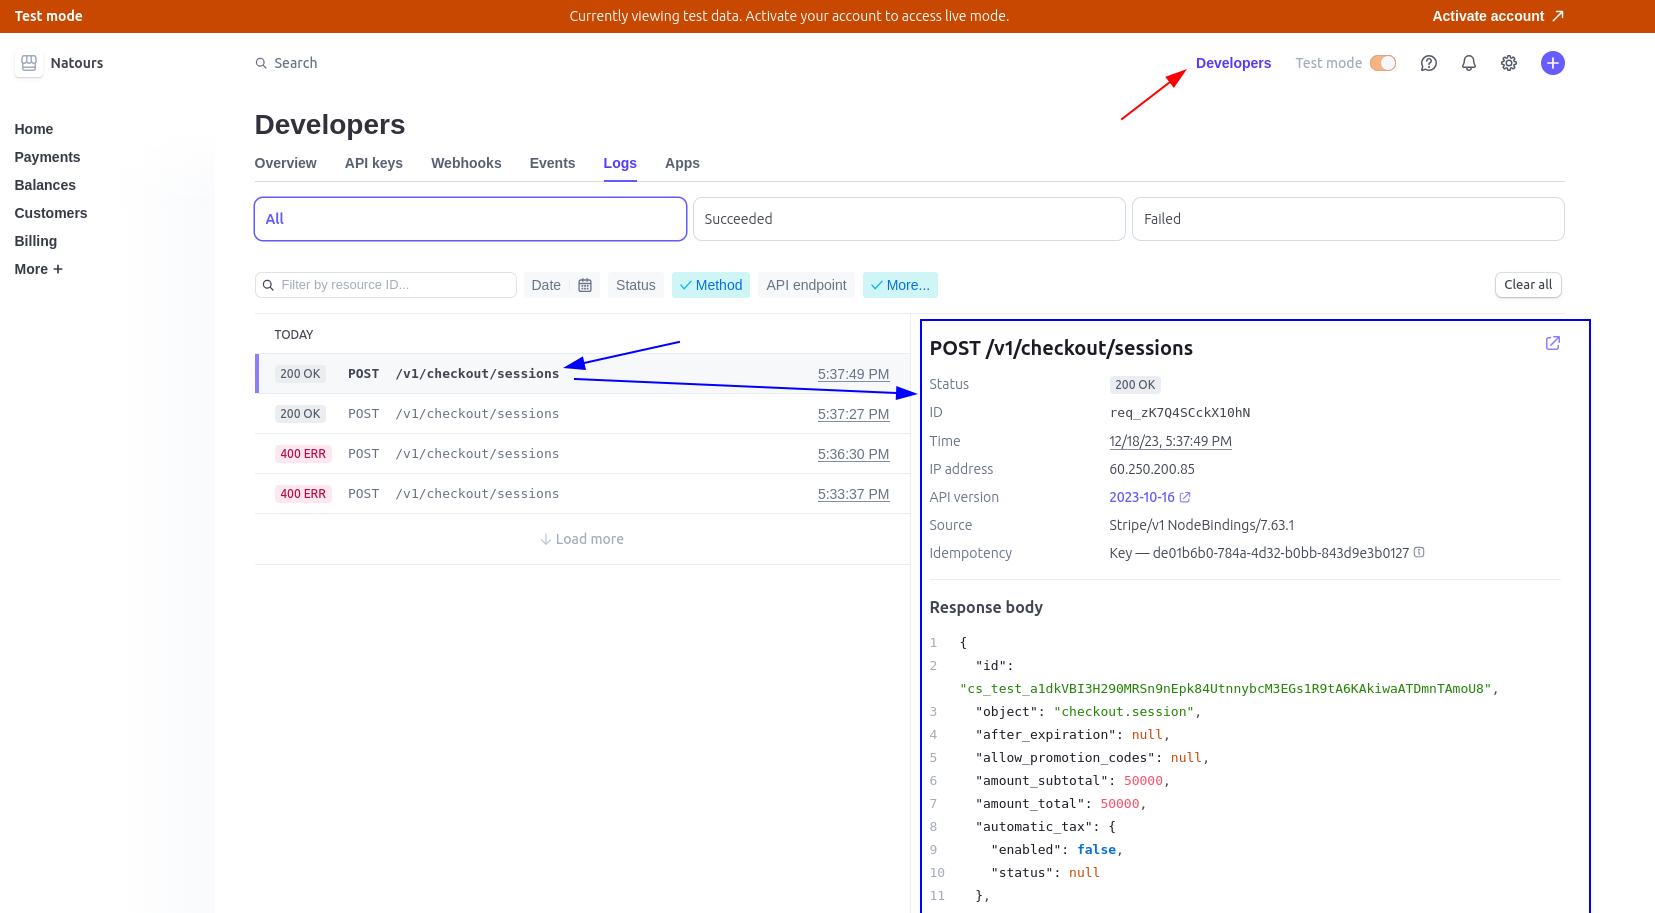 Test mode
Currently viewing test data. Activate your account to access live mode.
Activate account
Natours
Search
Developers
Test mode
Home
Payments
Balances
Customers
Billing
More +
Developers
Overview
API keys
Webhooks
Events
Logs
Apps
All
Succeeded
Failed
Filter by resource ID...
Date
Status
Method
API endpoint
More...
Clear all
TODAY
200 OK POST /v1/checkout/sessions 5:37:49 PM
200 OK POST /v1/checkout/sessions 5:37:27 PM
400 ERR POST /v1/checkout/sessions 5:36:30 PM
400 ERR POST /v1/checkout/sessions 5:33:37 PM
Load more
POST /v1/checkout/sessions
Status 200 OK
ID req_zK7Q4SCckX10hN
Time 12/18/23, 5:37:49 PM
IP address 60.250.200.85
API version 2023-10-16
Source Stripe/v1 NodeBindings/7.63.1
Idempotency Key — de01b6b0-784a-4d32-b0bb-843d9e3b0127
Response body
1 {
2 "id":
"cs_test_a1dkVBI3H290MRSn9nEpk84UtnnybcM3EGs1R9tA6KAkiwaATDmnTAmoU8",
3 "object": "checkout.session",
4 "after_expiration": null,
5 "allow_promotion_codes": null,
6 "amount_subtotal": 50000,
7 "amount_total": 50000,
8 "automatic_tax": {
9 "enabled": false,
10 "status": null
11 },